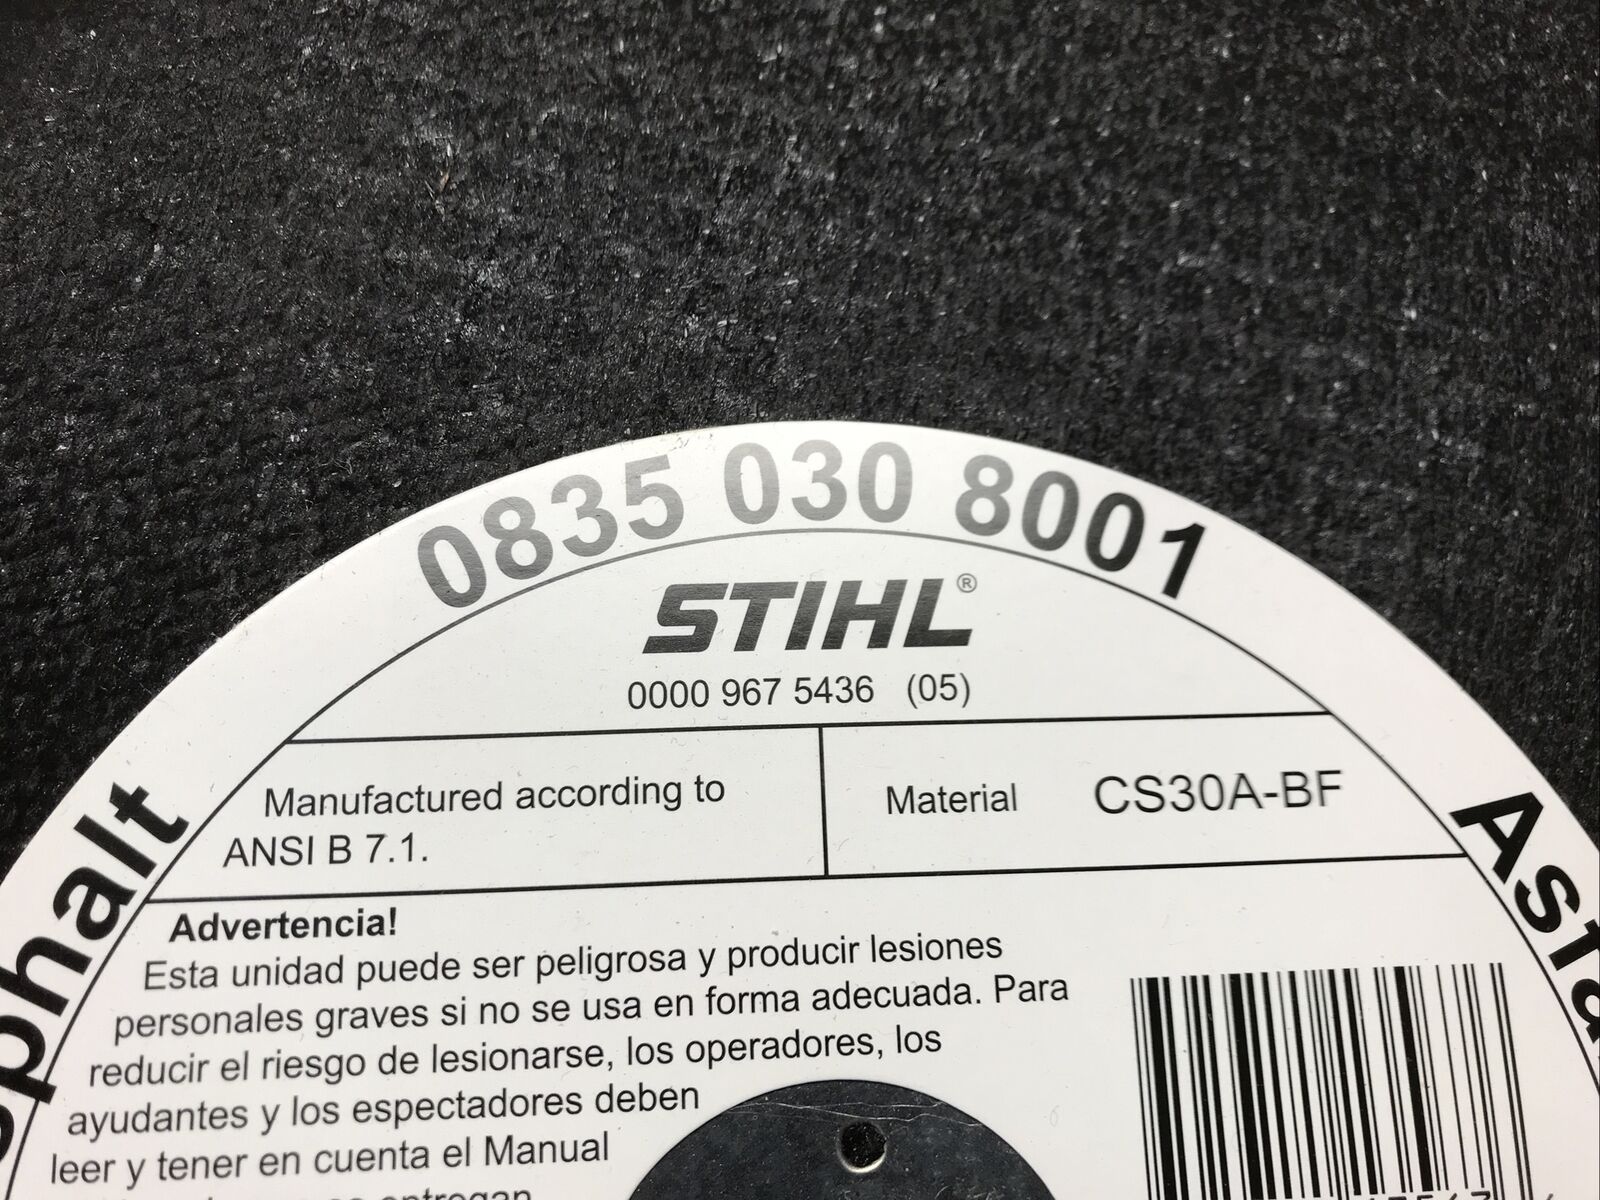 0835 030 8001
STIHL®
0000 967 5436 (05)
Manufactured according to
ANSI B 7.1.
Material CS30A-BF
Advertencia!
Esta unidad puede ser peligrosa y producir lesiones
personales graves si no se usa en forma adecuada. Para
reducir el riesgo de lesionarse, los operadores, los
ayudantes y los espectadores deben
leer y tener en cuenta el Manual